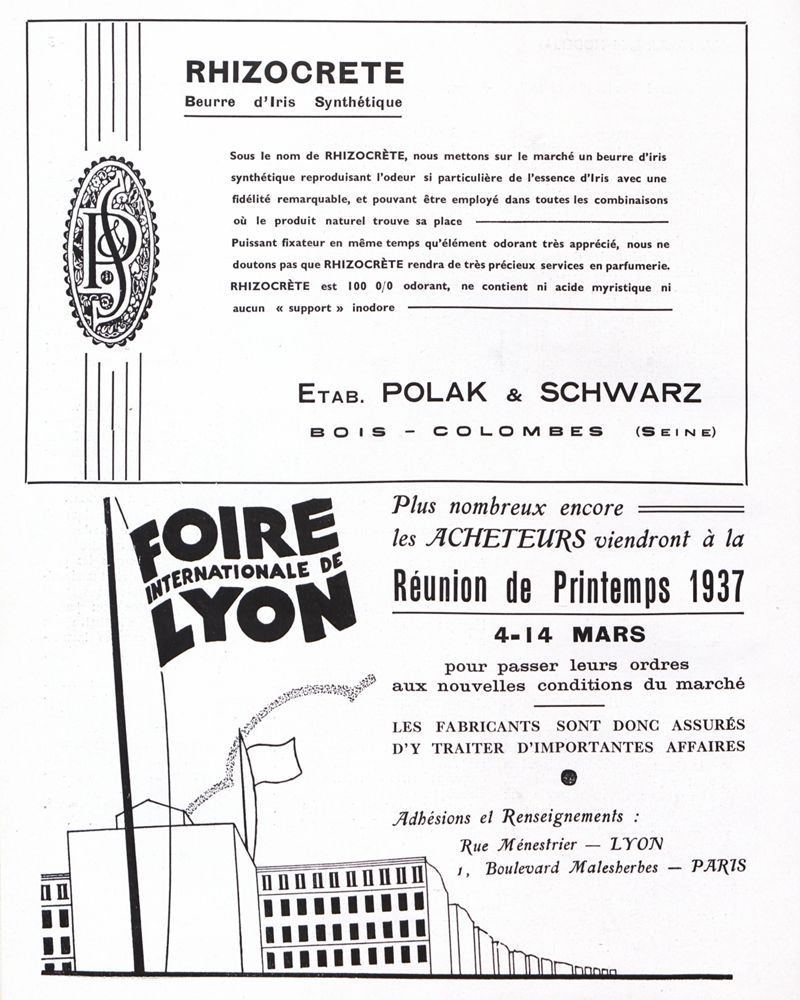 RHIZOCRETE
Beurre d'Iris Synthétique
Sous le nom de RHIZOCRÈTE, nous mettons sur le marché un beurre d'iris
synthétique reproduisant l'odeur si particulière de l'essence d'Iris avec une
fidélité remarquable, et pouvant être employé dans toutes les combinaisons
où le produit naturel trouve sa place
Puissant fixateur en même temps qu'élément odorant très apprécié, nous ne
doutons pas que RHIZOCRÈTE rendra de très précieux services en parfumerie.
RHIZOCRÈTE est 100 0/0 odorant, ne contient ni acide myristique ni
aucun « support » inodore
P&S
ETAB. POLAK & SCHWARZ
BOIS - COLOMBES (SEINE)
FOIRE
INTERNATIONALE DE
LYON
Plus nombreux encore
les ACHETEURS viendront à la
Réunion de Printemps 1937
4-14 MARS
pour passer leurs ordres
aux nouvelles conditions du marché
LES FABRICANTS SONT DONC ASSURÉS
D'Y TRAITER D'IMPORTANTES AFFAIRES
Adhésions et Renseignements :
Rue Ménestrier — LYON
1, Boulevard Malesherbes — PARIS